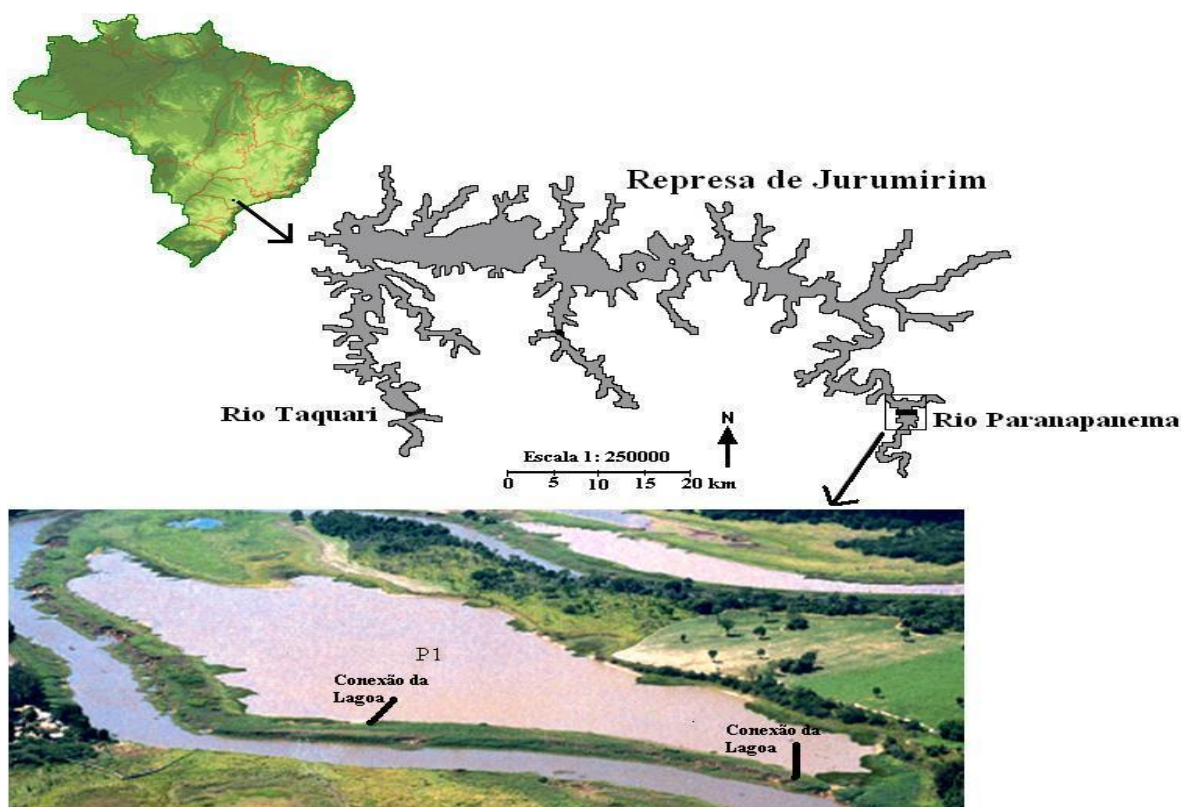 Represa de Jurumirim
Rio Taquari
N
Rio Paranapanema
Escala 1: 250000
0 5 10 15 20 km
P1
Conexão da
Lagoa
Conexão da
Lagoa